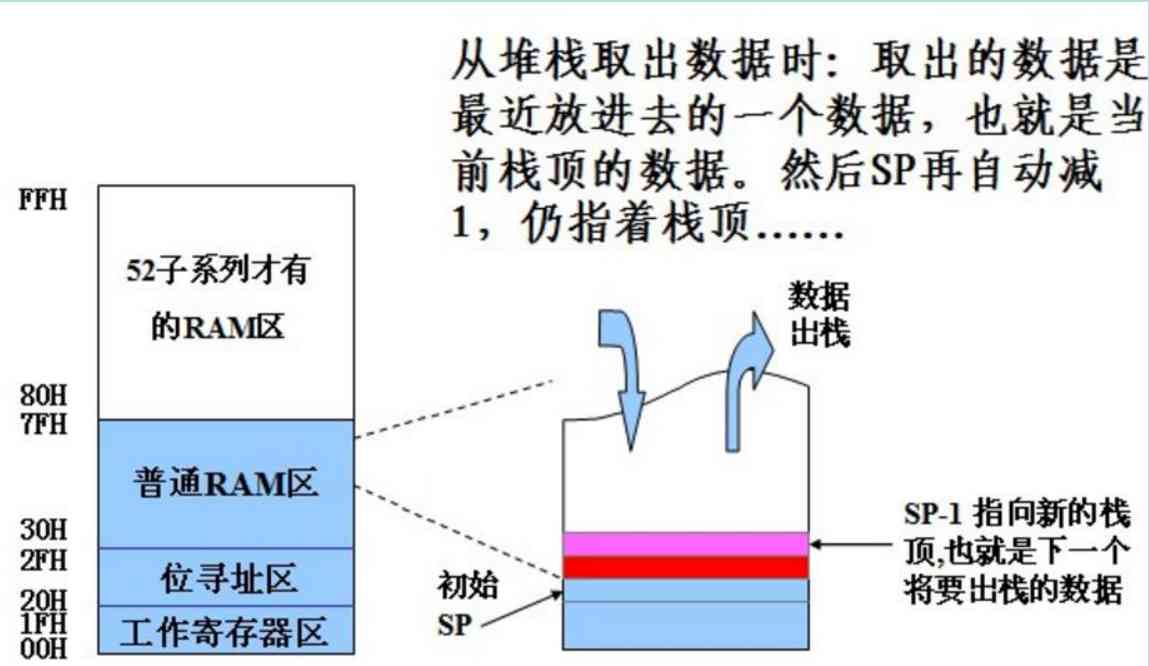 从堆栈取出数据时：取出的数据是
最近放进去的一个数据，也就是当
前栈顶的数据。然后SP再自动减
1，仍指着栈顶……
FFH
52子系列才有
的RAM区
80H
7FH
普通RAM区
30H
2FH
位寻址区
20H
1FH
工作寄存器区
00H
数据
出栈
初始
SP
SP-1 指向新的栈
顶,也就是下一个
将要出栈的数据